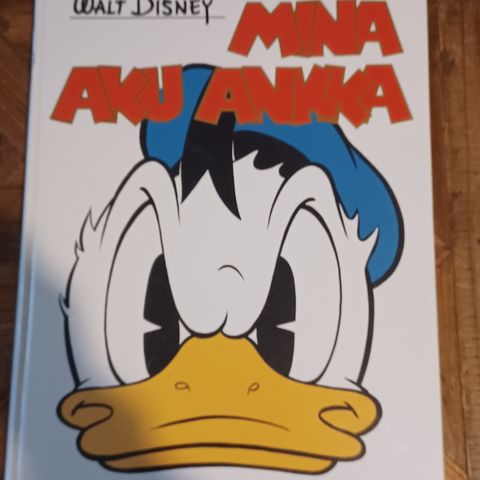 WALT DISNEY
MINÄ
AKU ANKKA